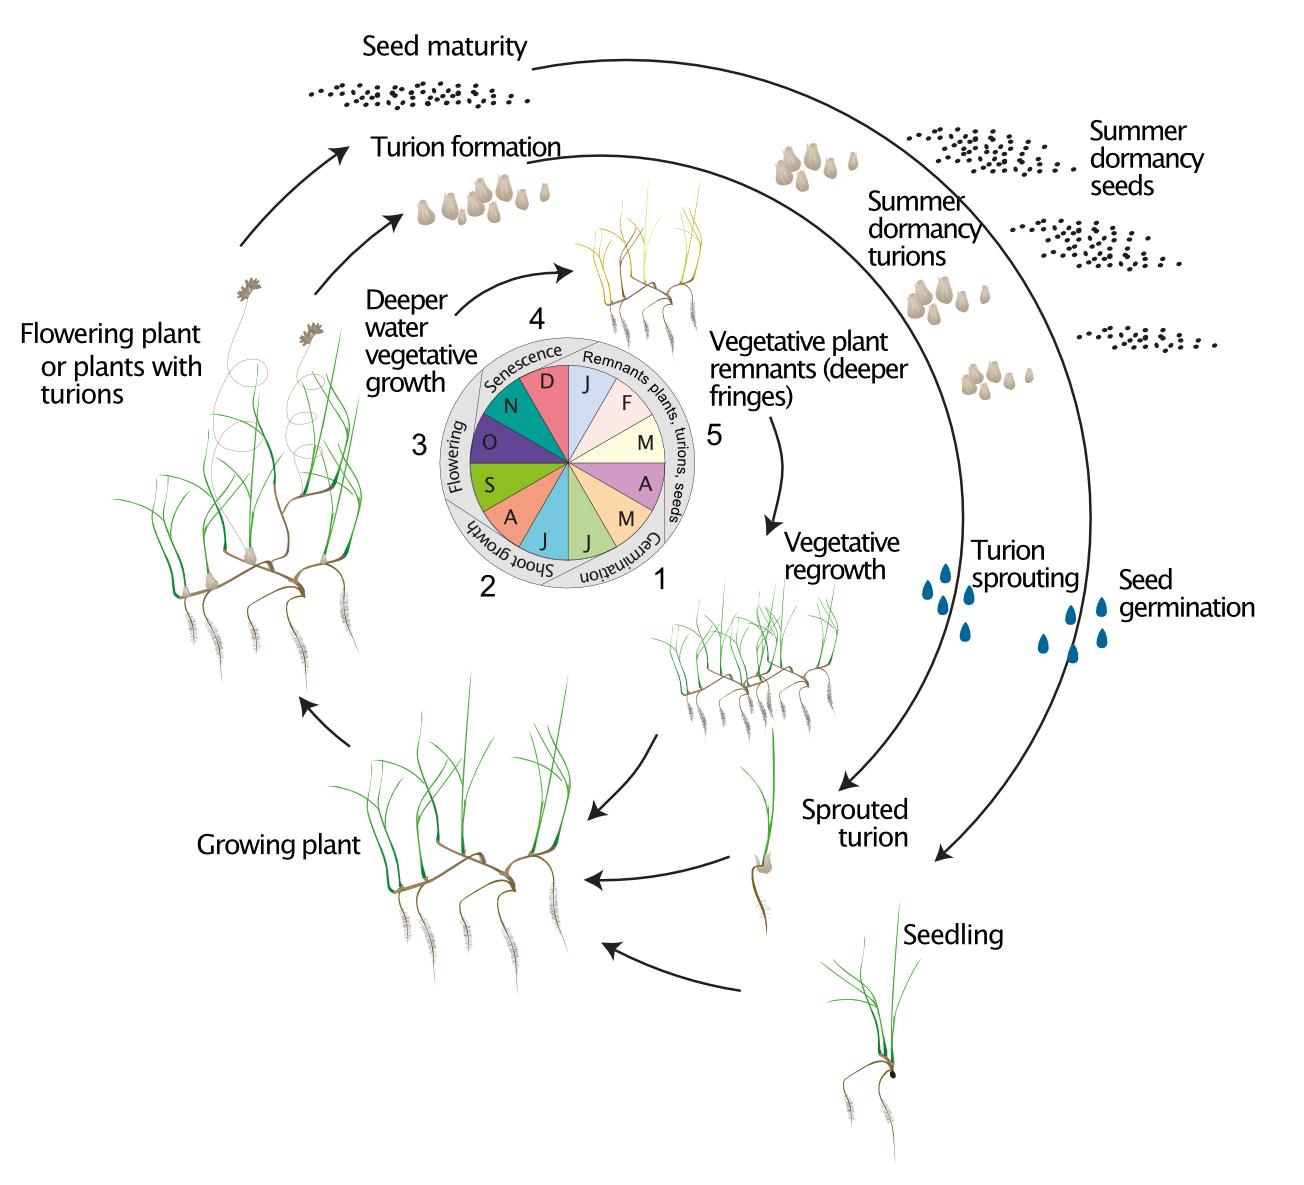 Seed maturity
Turion formation
Summer
dormancy
seeds
Summer
dormancy
turions
Deeper
water
vegetative
growth
Flowering plant
or plants with
turions
Vegetative plant
remnants (deeper
fringes)
4
3
5
2
1
Senescence
Remnants plants, turions, seeds
Flowering
Shoot growth
Germination
D
J
F
M
A
M
J
J
A
S
O
N
Vegetative
regrowth
Turion
sprouting
Seed
germination
Sprouted
turion
Growing plant
Seedling